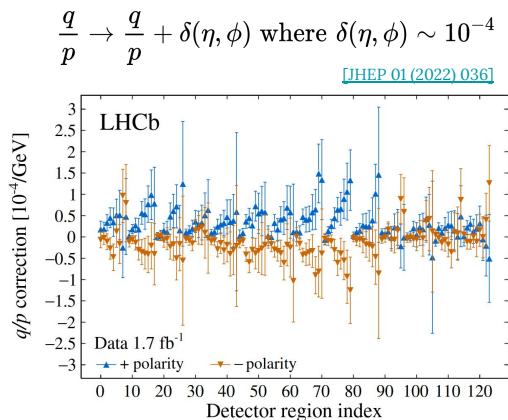 q/p → q/p + δ(η, ϕ) where δ(η, ϕ) ∼ 10⁻⁴
[JHEP 01 (2022) 036]
LHCb
q/p correction [10⁻⁴/GeV]
3
2.5
2
1.5
1
0.5
0
−0.5
−1
−1.5
−2
−2.5
−3
Data 1.7 fb⁻¹
+ polarity − polarity
0 10 20 30 40 50 60 70 80 90 100 110 120
Detector region index